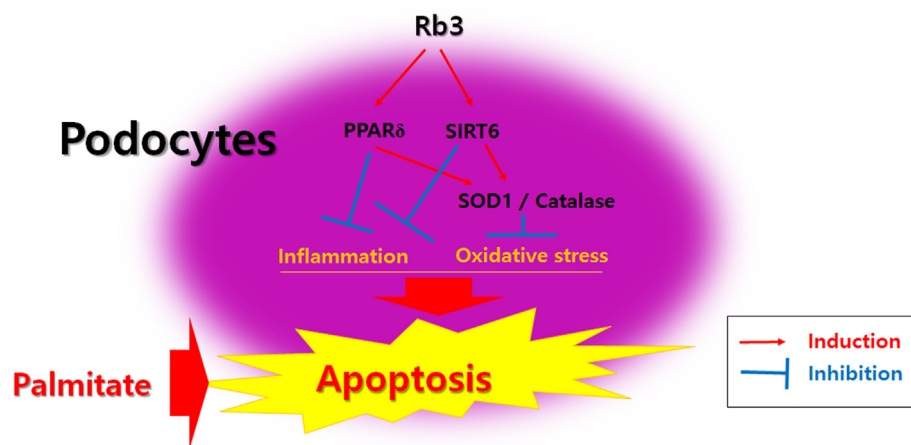 Rb3
Podocytes
PPARδ
SIRT6
SOD1 / Catalase
Inflammation
Oxidative stress
Palmitate
Apoptosis
Induction
Inhibition